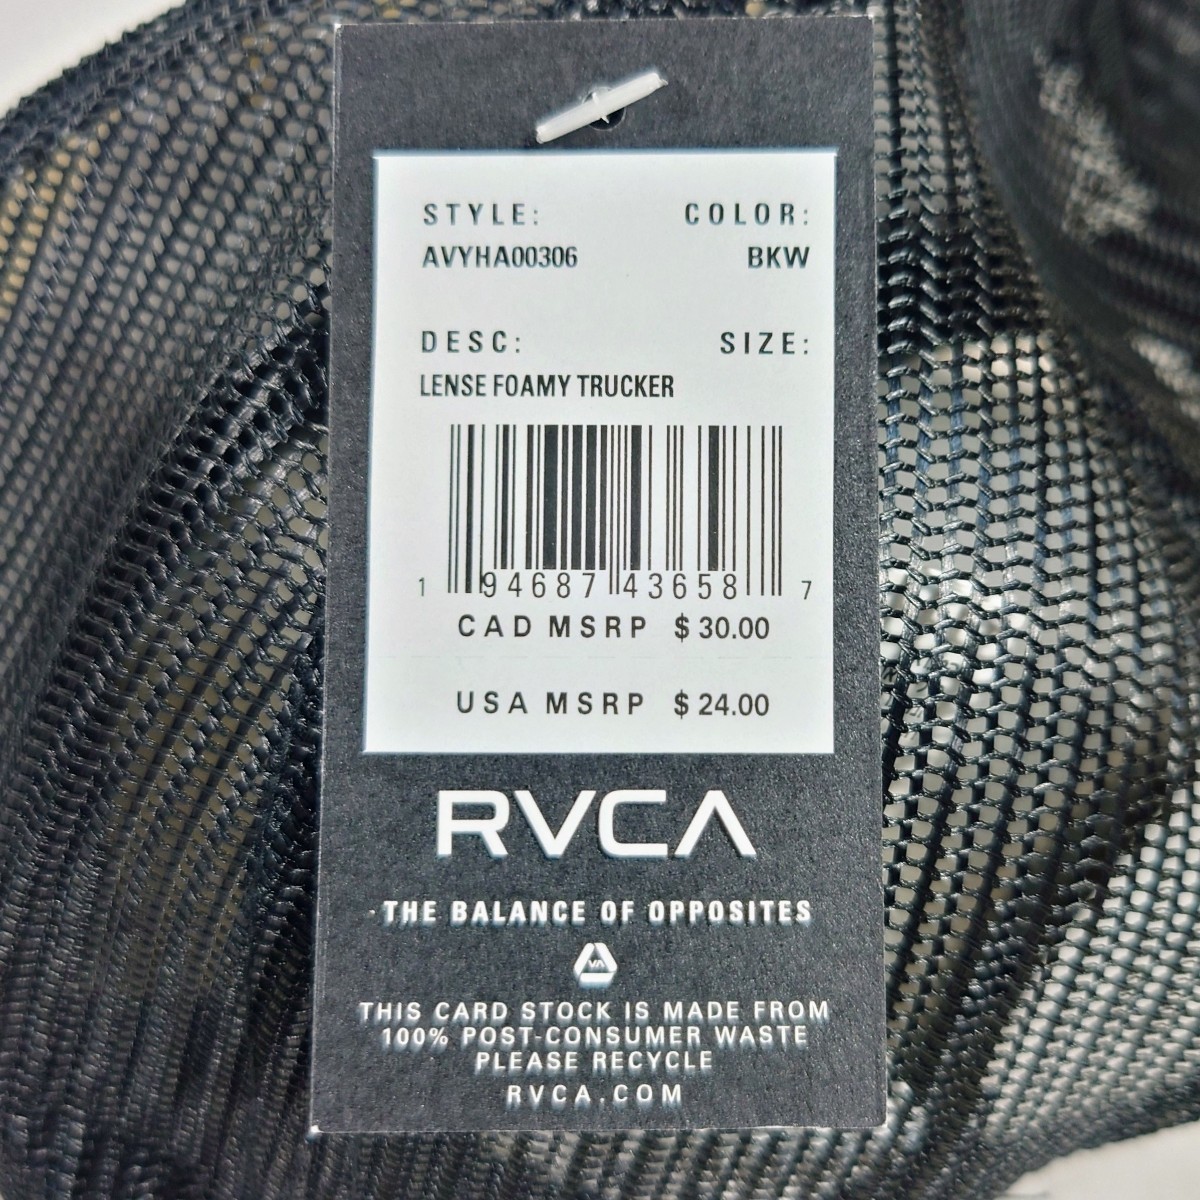 STYLE: COLOR:
AVYHA00306 BKW
DESC: SIZE:
LENSE FOAMY TRUCKER
1 94687 43658 7
CAD MSRP $ 30.00
USA MSRP $ 24.00
RVCA
THE BALANCE OF OPPOSITES
VA
THIS CARD STOCK IS MADE FROM
100% POST-CONSUMER WASTE
PLEASE RECYCLE
RVCA.COM